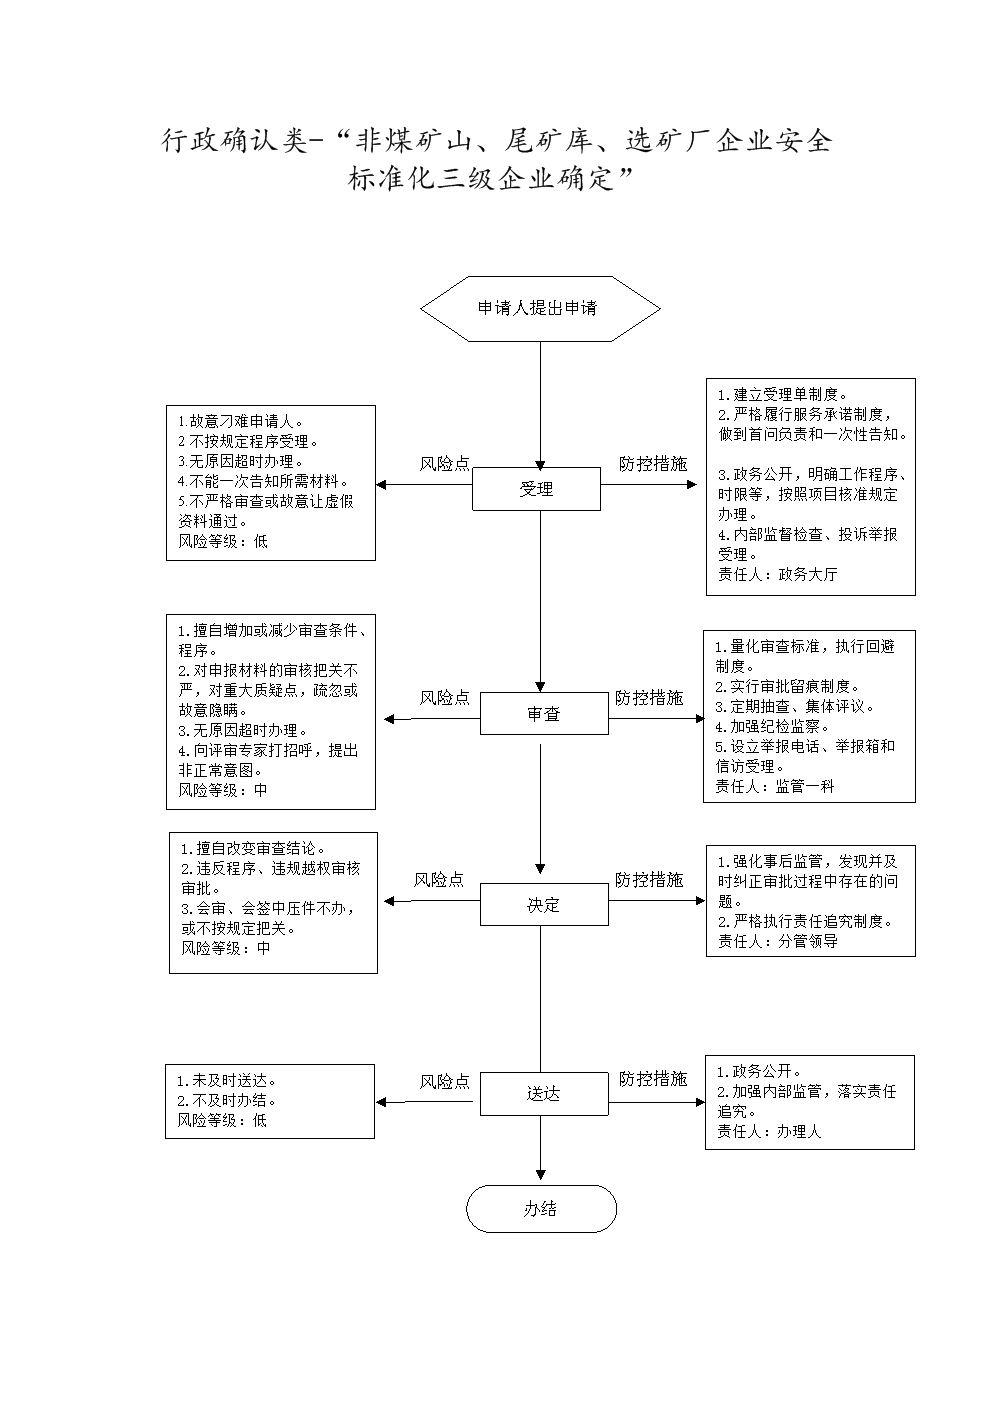 行政确认类-“非煤矿山、尾矿库、选矿厂企业安全
标准化三级企业确定”
申请人提出申请
1.故意刁难申请人。
2 不按规定程序受理。
3.无原因超时办理。
4.不能一次告知所需材料。
5.不严格审查或故意让虚假
资料通过。
风险等级：低
风险点
受理
防控措施
1.建立受理单制度。
2.严格履行服务承诺制度，
做到首问负责和一次性告知。
3.政务公开，明确工作程序、
时限等，按照项目核准规定
办理。
4.内部监督检查、投诉举报
受理。
责任人：政务大厅
1.擅自增加或减少审查条件、
程序。
2.对申报材料的审核把关不
严，对重大质疑点，疏忽或
故意隐瞒。
3.无原因超时办理。
4.向评审专家打招呼，提出
非正常意图。
风险等级：中
风险点
审查
防控措施
1.量化审查标准，执行回避
制度。
2.实行审批留痕制度。
3.定期抽查、集体评议。
4.加强纪检监察。
5.设立举报电话、举报箱和
信访受理。
责任人：监管一科
1.擅自改变审查结论。
2.违反程序、违规越权审核
审批。
3.会审、会签中压件不办，
或不按规定把关。
风险等级：中
风险点
决定
防控措施
1.强化事后监管，发现并及
时纠正审批过程中存在的问
题。
2.严格执行责任追究制度。
责任人：分管领导
1.未及时送达。
2.不及时办结。
风险等级：低
风险点
送达
防控措施
1.政务公开。
2.加强内部监管，落实责任
追究。
责任人：办理人
办结